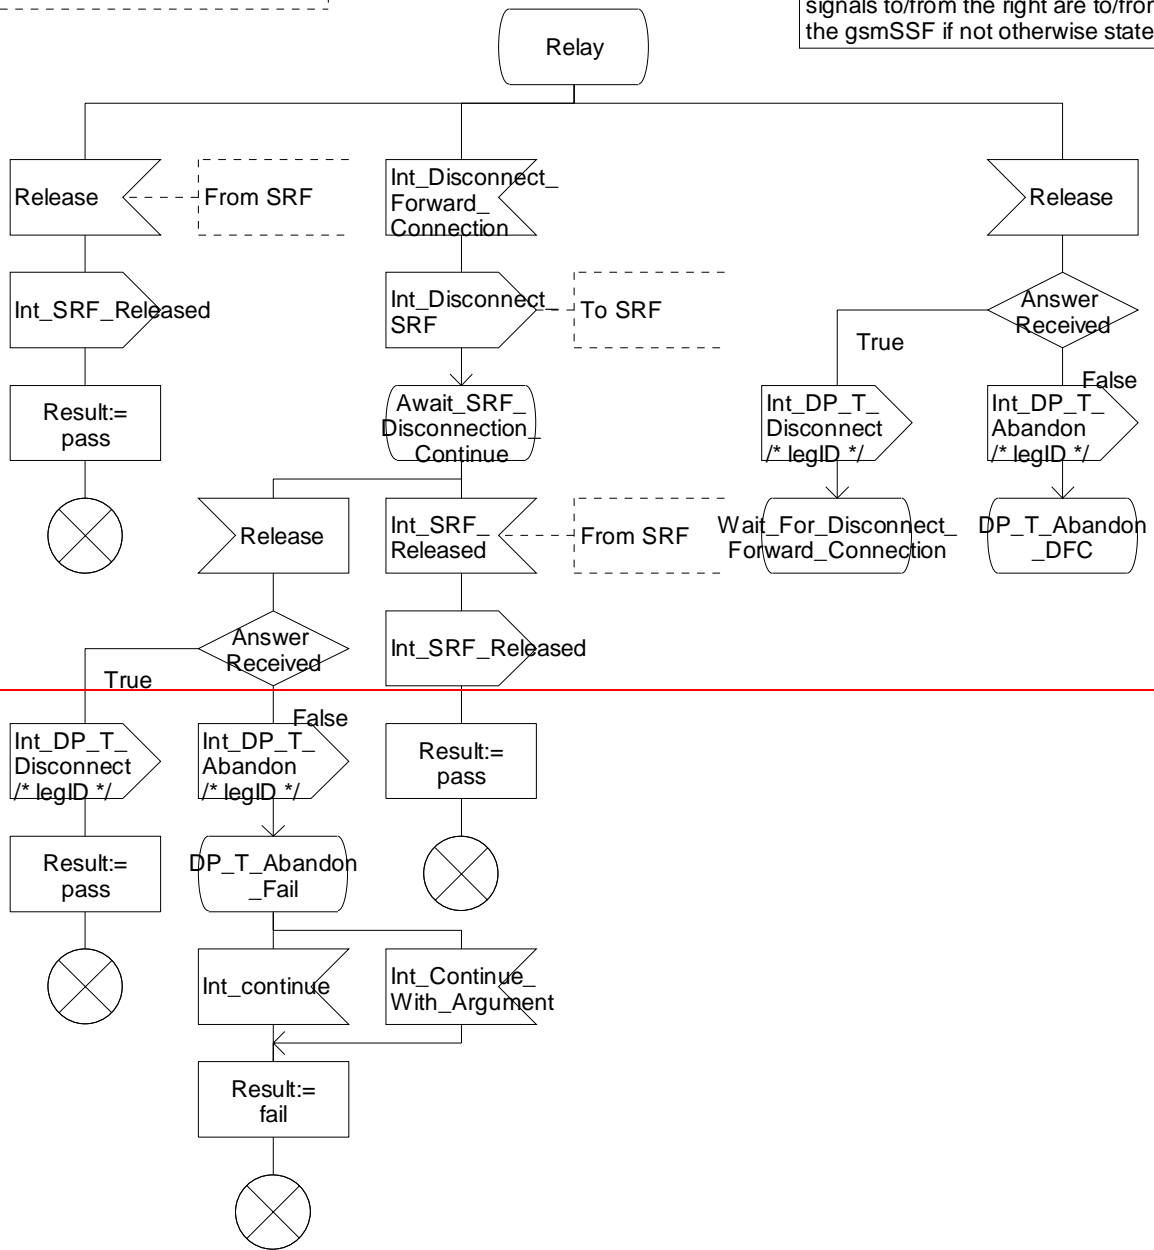 signals to/from the right are to/from
the gsmSSF if not otherwise state
Relay
Release
From SRF
Int_Disconnect_
Forward_
Connection
Release
Int_SRF_Released
Int_Disconnect_
SRF
To SRF
Answer
Received
True
False
Result:=
pass
Await_SRF_
Disconnection_
Continue
Int_DP_T_
Disconnect
/* legID */
Int_DP_T_
Abandon
/* legID */
Release
Int_SRF_
Released
From SRF
Wait_For_Disconnect_
Forward_Connection
DP_T_Abandon
_DFC
Answer
Received
Int_SRF_Released
True
False
Int_DP_T_
Disconnect
/* legID */
Int_DP_T_
Abandon
/* legID */
Result:=
pass
Result:=
pass
DP_T_Abandon
_Fail
Int_continue
Int_Continue_
With_Argument
Result:=
fail